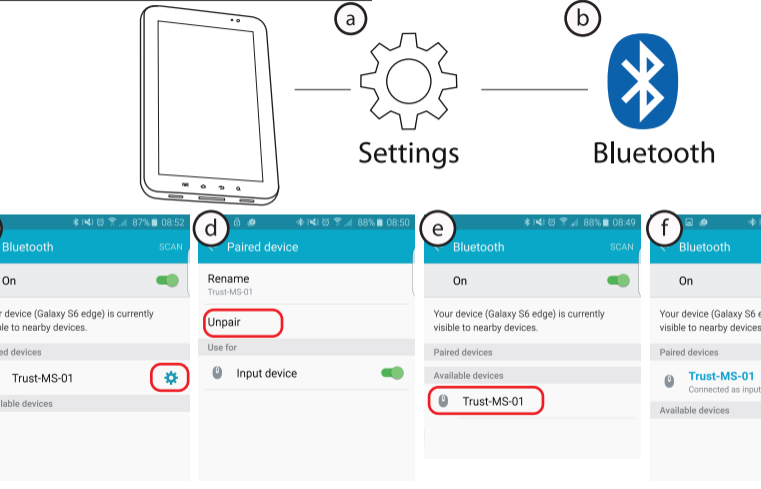 a
b
Settings
Bluetooth
87% 08:52
Bluetooth
SCAN
On
device (Galaxy S6 edge) is currently
to nearby devices.
devices
Trust-MS-01
devices
d
88% 08:50
Paired device
Rename
Trust-MS-01
Unpair
Use for
Input device
e
88% 08:49
Bluetooth
SCAN
On
Your device (Galaxy S6 edge) is currently
visible to nearby devices.
Paired devices
Available devices
Trust-MS-01
f
Bluetooth
On
Your device (Galaxy S6
visible to nearby devices
Paired devices
Trust-MS-01
Connected as input
Available devices